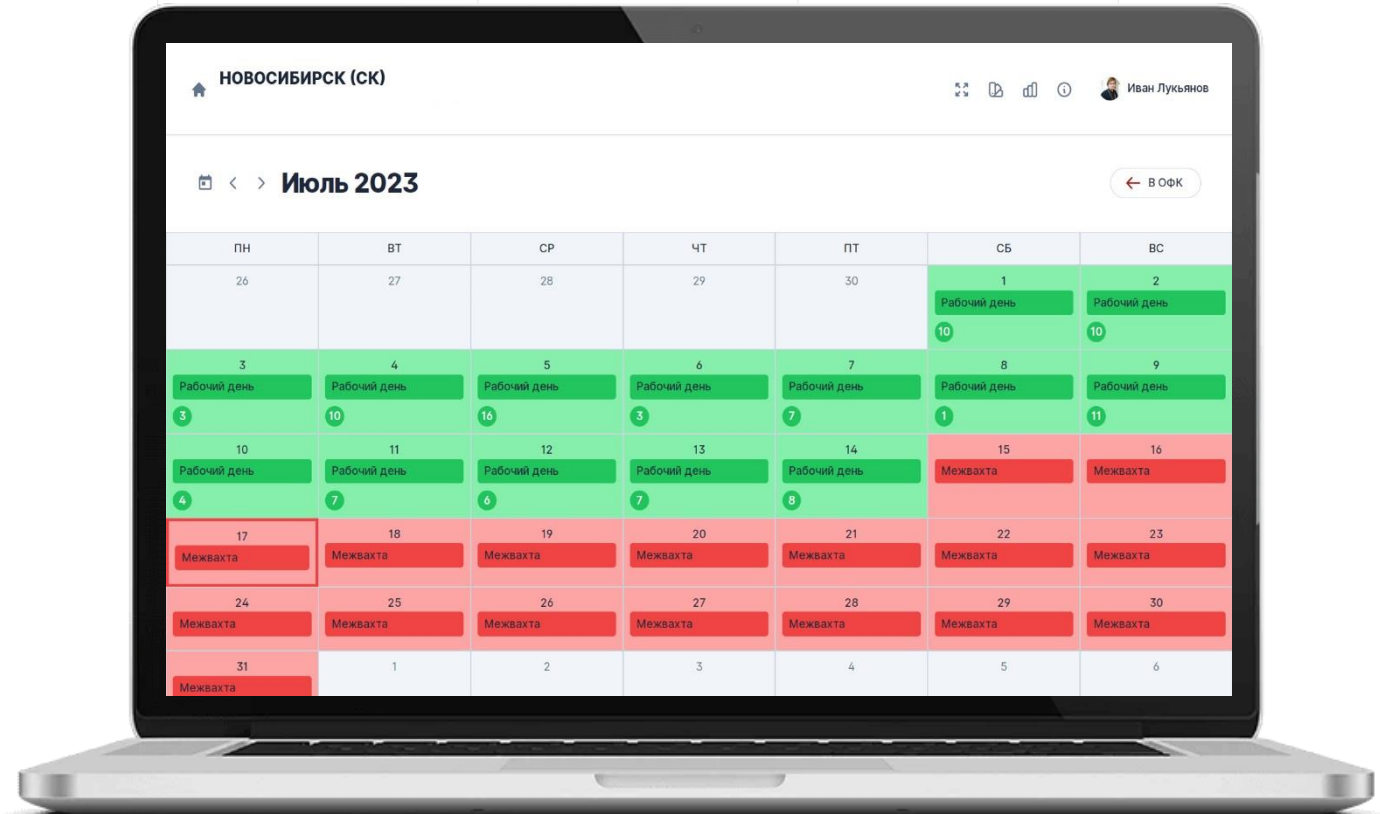 НОВОСИБИРСК (СК)
Иван Лукьянов
Июль 2023
В ОФК
ПН ВТ СР ЧТ ПТ СБ ВС
26 27 28 29 30 1 2
Рабочий день Рабочий день
10 10
3 4 5 6 7 8 9
Рабочий день Рабочий день Рабочий день Рабочий день Рабочий день Рабочий день Рабочий день
3 10 16 3 7 1 11
10 11 12 13 14 15 16
Рабочий день Рабочий день Рабочий день Рабочий день Рабочий день Межвахта Межвахта
4 7 6 7 8
17 18 19 20 21 22 23
Межвахта Межвахта Межвахта Межвахта Межвахта Межвахта Межвахта
24 25 26 27 28 29 30
Межвахта Межвахта Межвахта Межвахта Межвахта Межвахта Межвахта
31 1 2 3 4 5 6
Межвахта